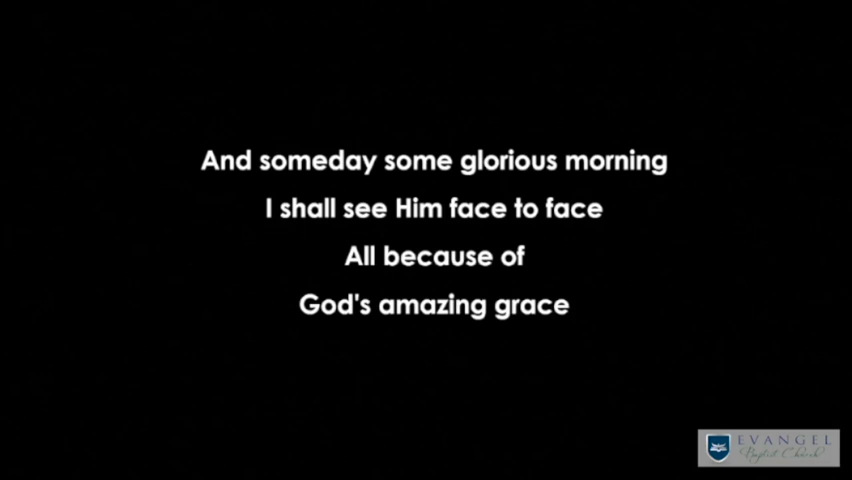 And someday some glorious morning
I shall see Him face to face
All because of
God's amazing grace
EVANGEL
Baptist Church